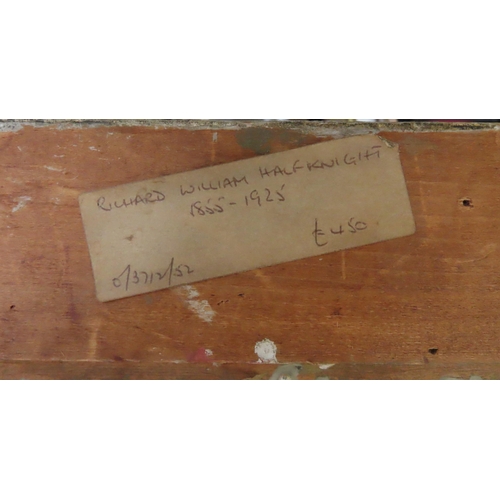 RICHARD WILLIAM HALFKNIGHT
1855-1925
£450
0/3712/52